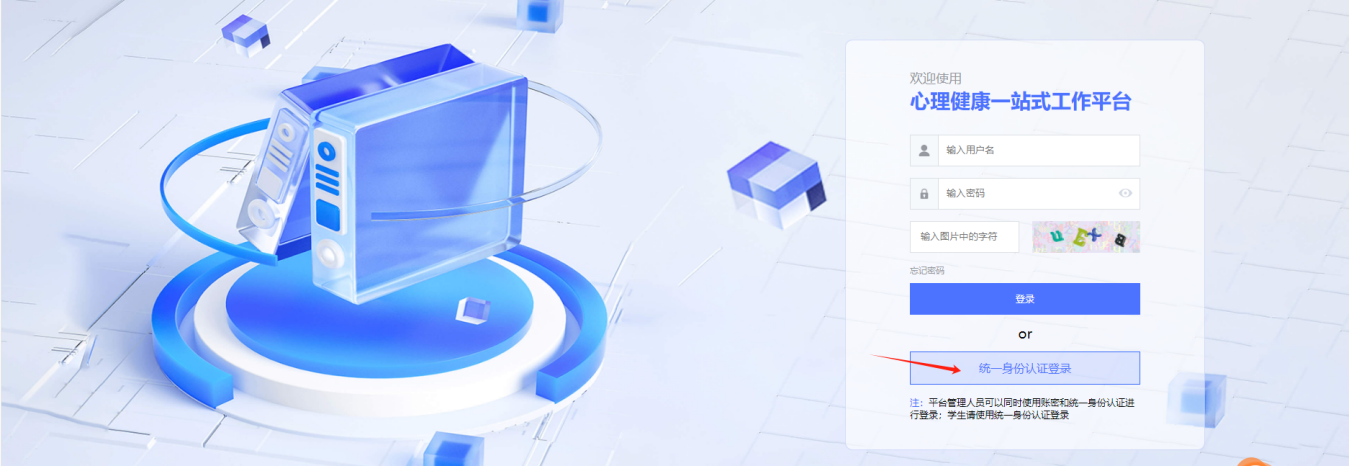 欢迎使用
心理健康一站式工作平台
输入用户名
输入密码
输入图片中的字符
忘记密码
登录
or
统一身份认证登录
注：平台管理人员可以同时使用账密和统一身份认证进
行登录；学生请使用统一身份认证登录